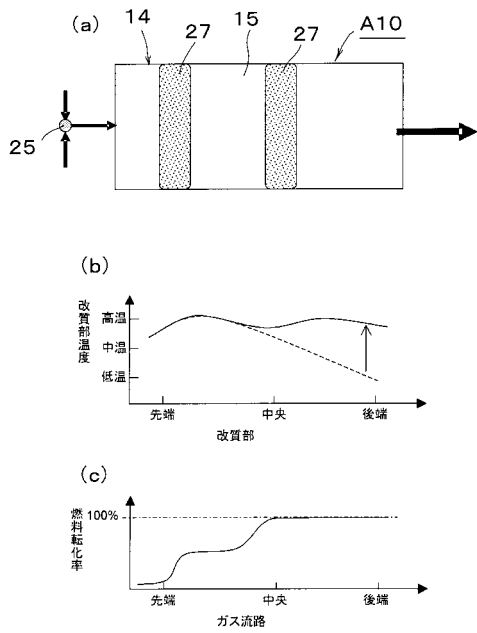 (a)
14
27
15
27
A10
25
(b)
改質部温度
高温
中温
低温
先端
中央
後端
改質部
(c)
燃料転化率
100%
先端
中央
後端
ガス流路